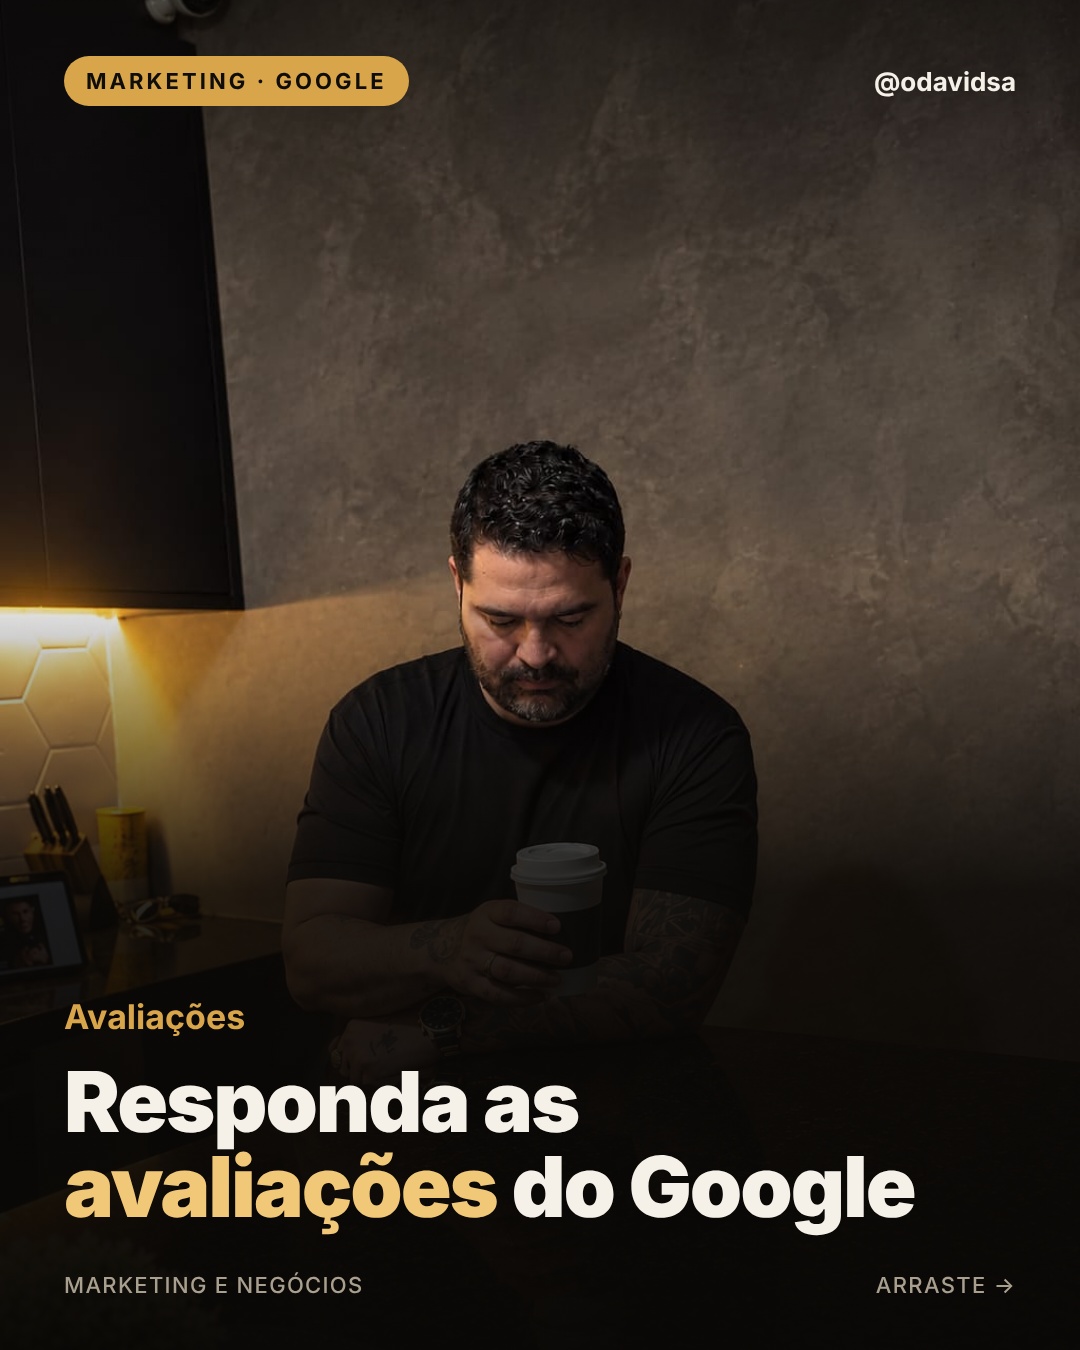 MARKETING · GOOGLE
@odavidsa
Avaliações
Responda as
avaliações do Google
MARKETING E NEGÓCIOS
ARRASTE →